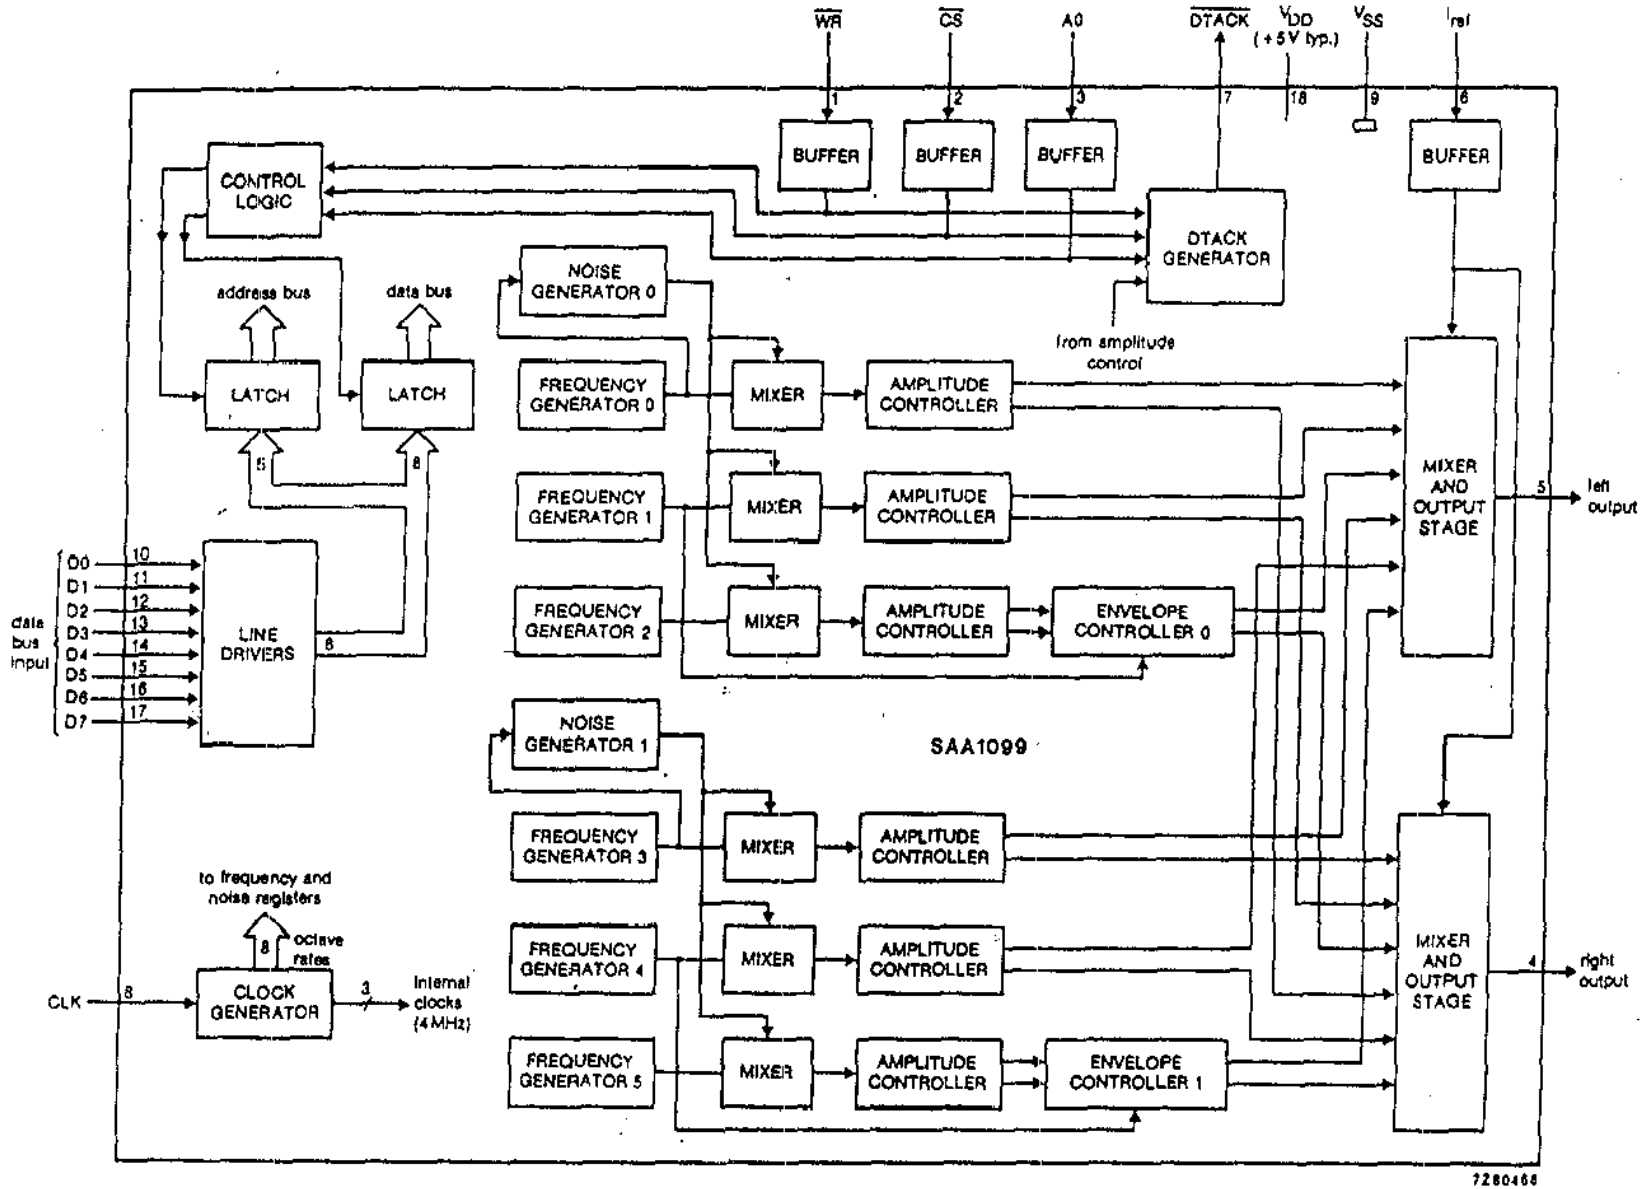 WR
CS
A0
DTACK
VDD
(+5V typ.)
VSS
Iref
1
2
3
7
18
9
6
BUFFER
BUFFER
BUFFER
BUFFER
CONTROL
LOGIC
DTACK
GENERATOR
from amplitude
control
address bus
data bus
LATCH
LATCH
5
8
NOISE
GENERATOR 0
FREQUENCY
GENERATOR 0
MIXER
AMPLITUDE
CONTROLLER
FREQUENCY
GENERATOR 1
MIXER
AMPLITUDE
CONTROLLER
FREQUENCY
GENERATOR 2
MIXER
AMPLITUDE
CONTROLLER
ENVELOPE
CONTROLLER 0
MIXER
AND
OUTPUT
STAGE
5
left
output
data
bus
input
D0
D1
D2
D3
D4
D5
D6
D7
10
11
12
13
14
15
16
17
LINE
DRIVERS
8
NOISE
GENERATOR 1
SAA1099
FREQUENCY
GENERATOR 3
MIXER
AMPLITUDE
CONTROLLER
FREQUENCY
GENERATOR 4
MIXER
AMPLITUDE
CONTROLLER
FREQUENCY
GENERATOR 5
MIXER
AMPLITUDE
CONTROLLER
ENVELOPE
CONTROLLER 1
MIXER
AND
OUTPUT
STAGE
4
right
output
to frequency and
noise registers
8
octave
rates
CLK
8
CLOCK
GENERATOR
3
internal
clocks
(4 MHz)
7280468